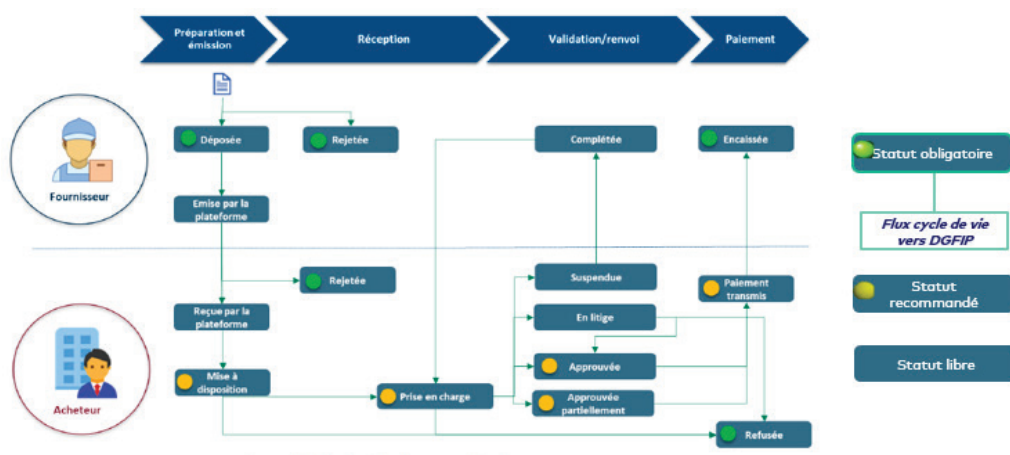 Préparation et
émission
Réception
Validation/renvoi
Paiement
Déposée
Rejetée
Complétée
Encaissée
Fournisseur
Emise par la
plateforme
Rejetée
Suspendue
Paiement
transmis
Reçue par la
plateforme
En litige
Mise à
disposition
Approuvée
Prise en charge
Approuvée
partiellement
Acheteur
Refusée
Statut obligatoire
Flux cycle de vie
vers DGFIP
Statut
recommandé
Statut libre